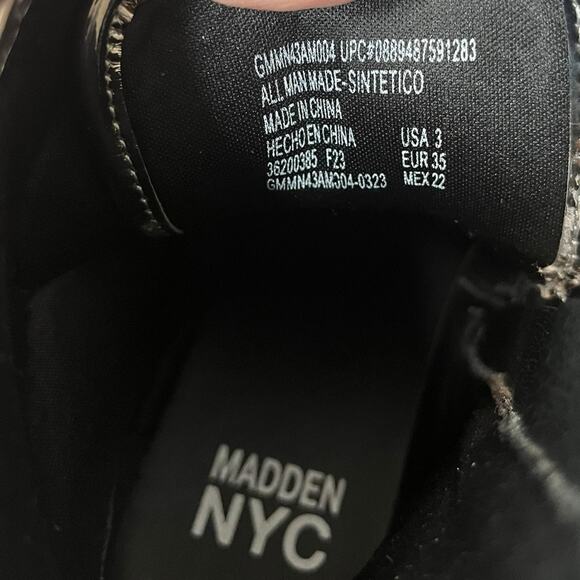 GMMN43AM004 UPC#0889487591283
ALL MAN MADE-SINTETICO
MADE IN CHINA
HECHO EN CHINA USA 3
36200385 F23 EUR 35
GMMN43AM004-0323 MEX 22
MADDEN
NYC